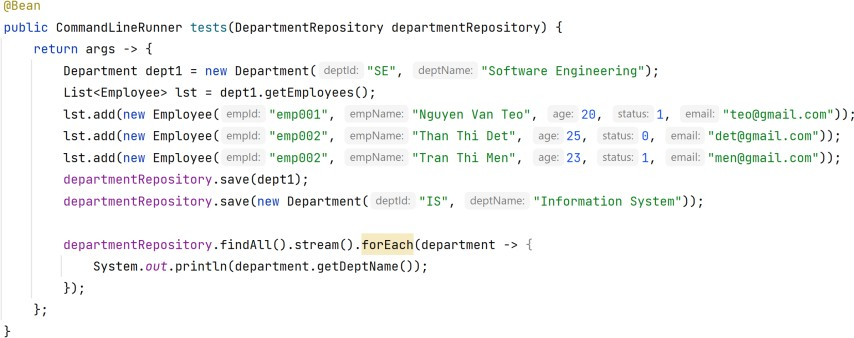 @Bean
public CommandLineRunner tests(DepartmentRepository departmentRepository) {
    return args -> {
        Department dept1 = new Department( deptId: "SE", deptName: "Software Engineering");
        List<Employee> lst = dept1.getEmployees();
        lst.add(new Employee( empId: "emp001", empName: "Nguyen Van Teo", age: 20, status: 1, email: "teo@gmail.com"));
        lst.add(new Employee( empId: "emp002", empName: "Than Thi Det", age: 25, status: 0, email: "det@gmail.com"));
        lst.add(new Employee( empId: "emp002", empName: "Tran Thi Men", age: 23, status: 1, email: "men@gmail.com"));
        departmentRepository.save(dept1);
        departmentRepository.save(new Department( deptId: "IS", deptName: "Information System"));

        departmentRepository.findAll().stream().forEach(department -> {
            System.out.println(department.getDeptName());
        });
    };
}